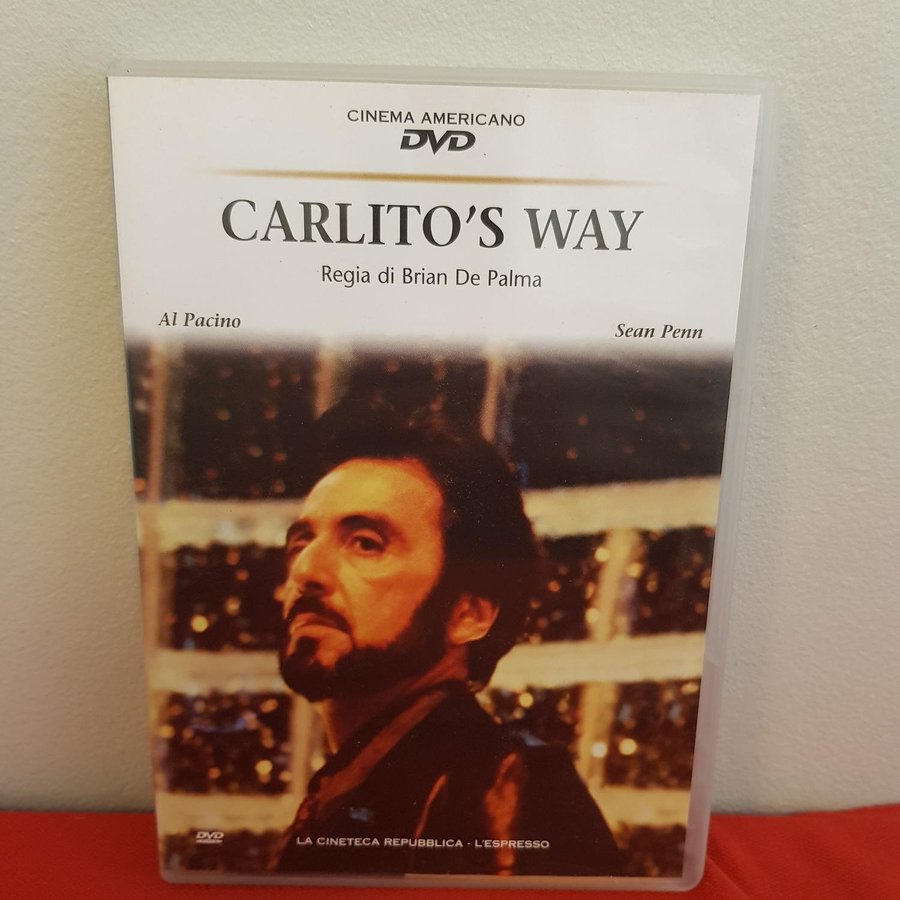 CINEMA AMERICANO
DVD
CARLITO'S WAY
Regia di Brian De Palma
Al Pacino
Sean Penn
DVD
LA CINETECA REPUBBLICA - L'ESPRESSO